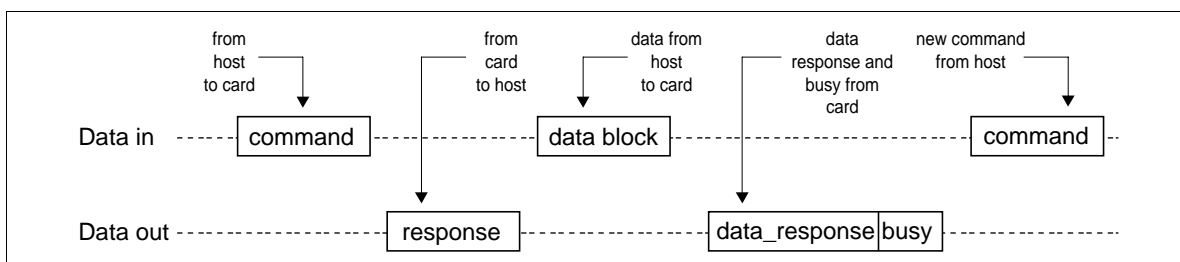 from
host
to card
from
card
to host
data from
host
to card
data
response and
busy from
card
new command
from host
Data in
command
data block
command
Data out
response
data_response
busy